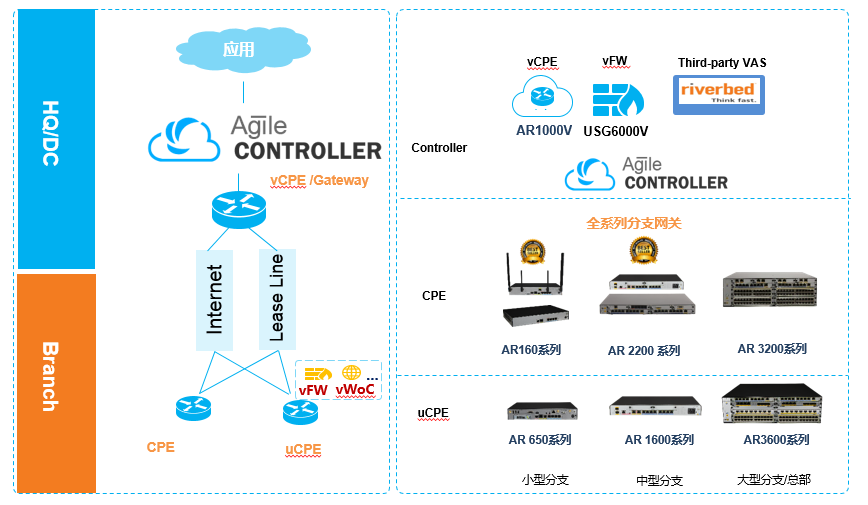 HQ/DC
Branch
应用
Agile
CONTROLLER
vCPE /Gateway
Internet
Lease Line
vFW
vWoC
...
CPE
uCPE
vCPE
vFW
Third-party VAS
riverbed
Think fast.
AR1000V
USG6000V
Controller
Agile
CONTROLLER
全系列分支网关
BEST SELLER
BEST SELLER
CPE
AR160系列
AR 2200 系列
AR 3200系列
uCPE
AR 650系列
AR 1600系列
AR3600系列
小型分支
中型分支
大型分支/总部